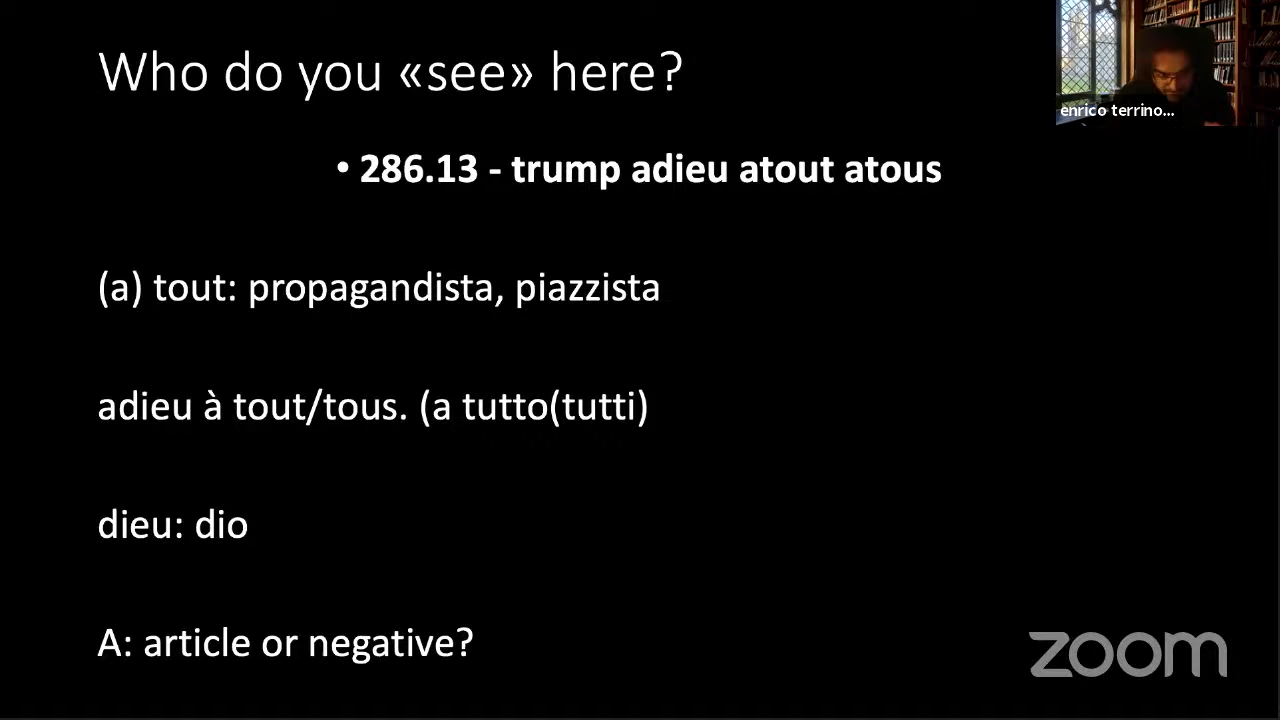 Who do you «see» here?
enrico terrino...
• 286.13 - trump adieu atout atous
(a) tout: propagandista, piazzista
adieu à tout/tous. (a tutto(tutti)
dieu: dio
A: article or negative?
zoom